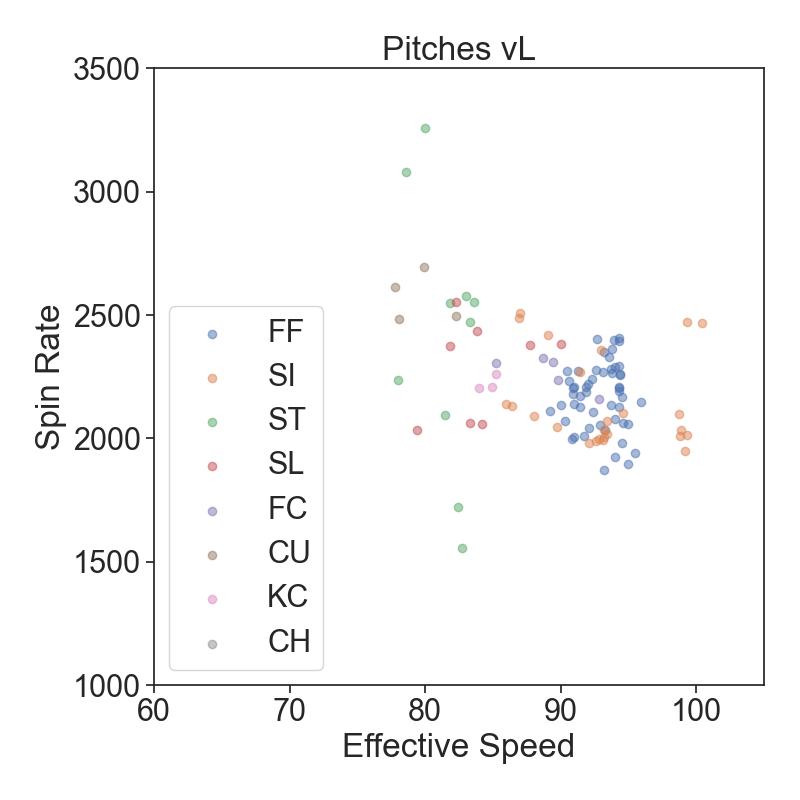 Pitches vL
3500
3000
2500
2000
1500
1000
Spin Rate
FF
SI
ST
SL
FC
CU
KC
CH
60 70 80 90 100
Effective Speed